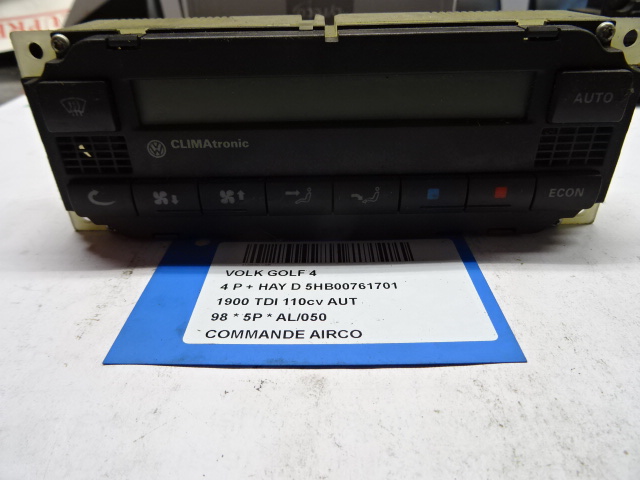 AUTO
CLIMAtronic
ECON
VOLK GOLF 4
4 P + HAY D 5HB00761701
1900 TDI 110cv AUT
98 * 5P * AL/050
COMMANDE AIRCO